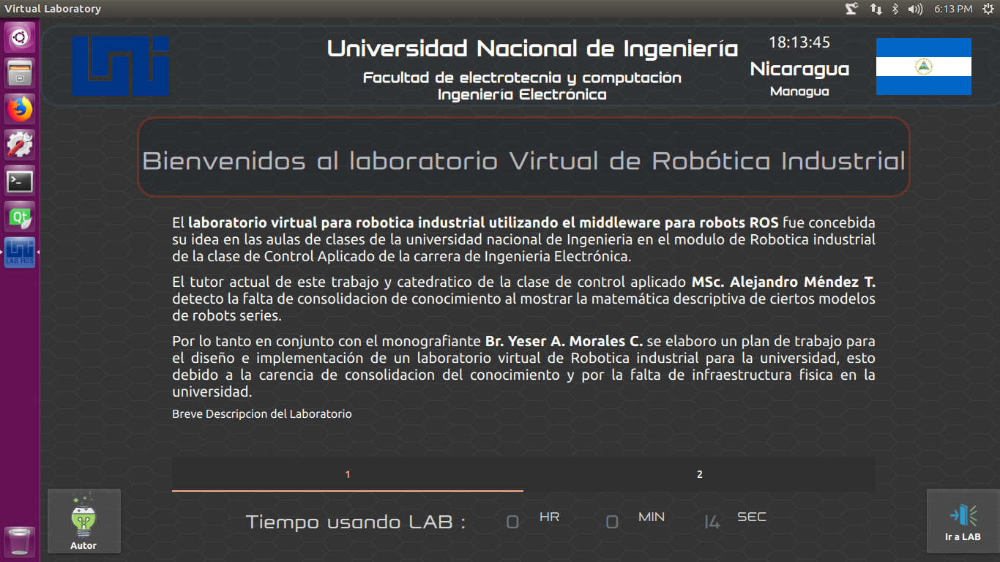 Virtual Laboratory
6:13 PM
Universidad Nacional de Ingeniería
Facultad de electrotecnia y computación
Ingeniería Electrónica
18:13:45
Nicaragua
Managua
Bienvenidos al laboratorio Virtual de Robótica Industrial
El laboratorio virtual para robotica industrial utilizando el middleware para robots ROS fue concebida
su idea en las aulas de clases de la universidad nacional de Ingenieria en el modulo de Robotica industrial
de la clase de Control Aplicado de la carrera de Ingenieria Electrónica.
El tutor actual de este trabajo y catedratico de la clase de control aplicado MSc. Alejandro Méndez T.
detecto la falta de consolidacion de conocimiento al mostrar la matemática descriptiva de ciertos modelos
de robots series.
Por lo tanto en conjunto con el monografiante Br. Yeser A. Morales C. se elaboro un plan de trabajo para
el diseño e implementación de un laboratorio virtual de Robotica industrial para la universidad, esto
debido a la carencia de consolidacion del conocimiento y por la falta de infraestructura fisica en la
universidad.
Breve Descripcion del Laboratorio
1 2
Tiempo usando LAB : 0 HR 0 MIN 14 SEC
Autor
Ir a LAB
Qt
LAB ROS